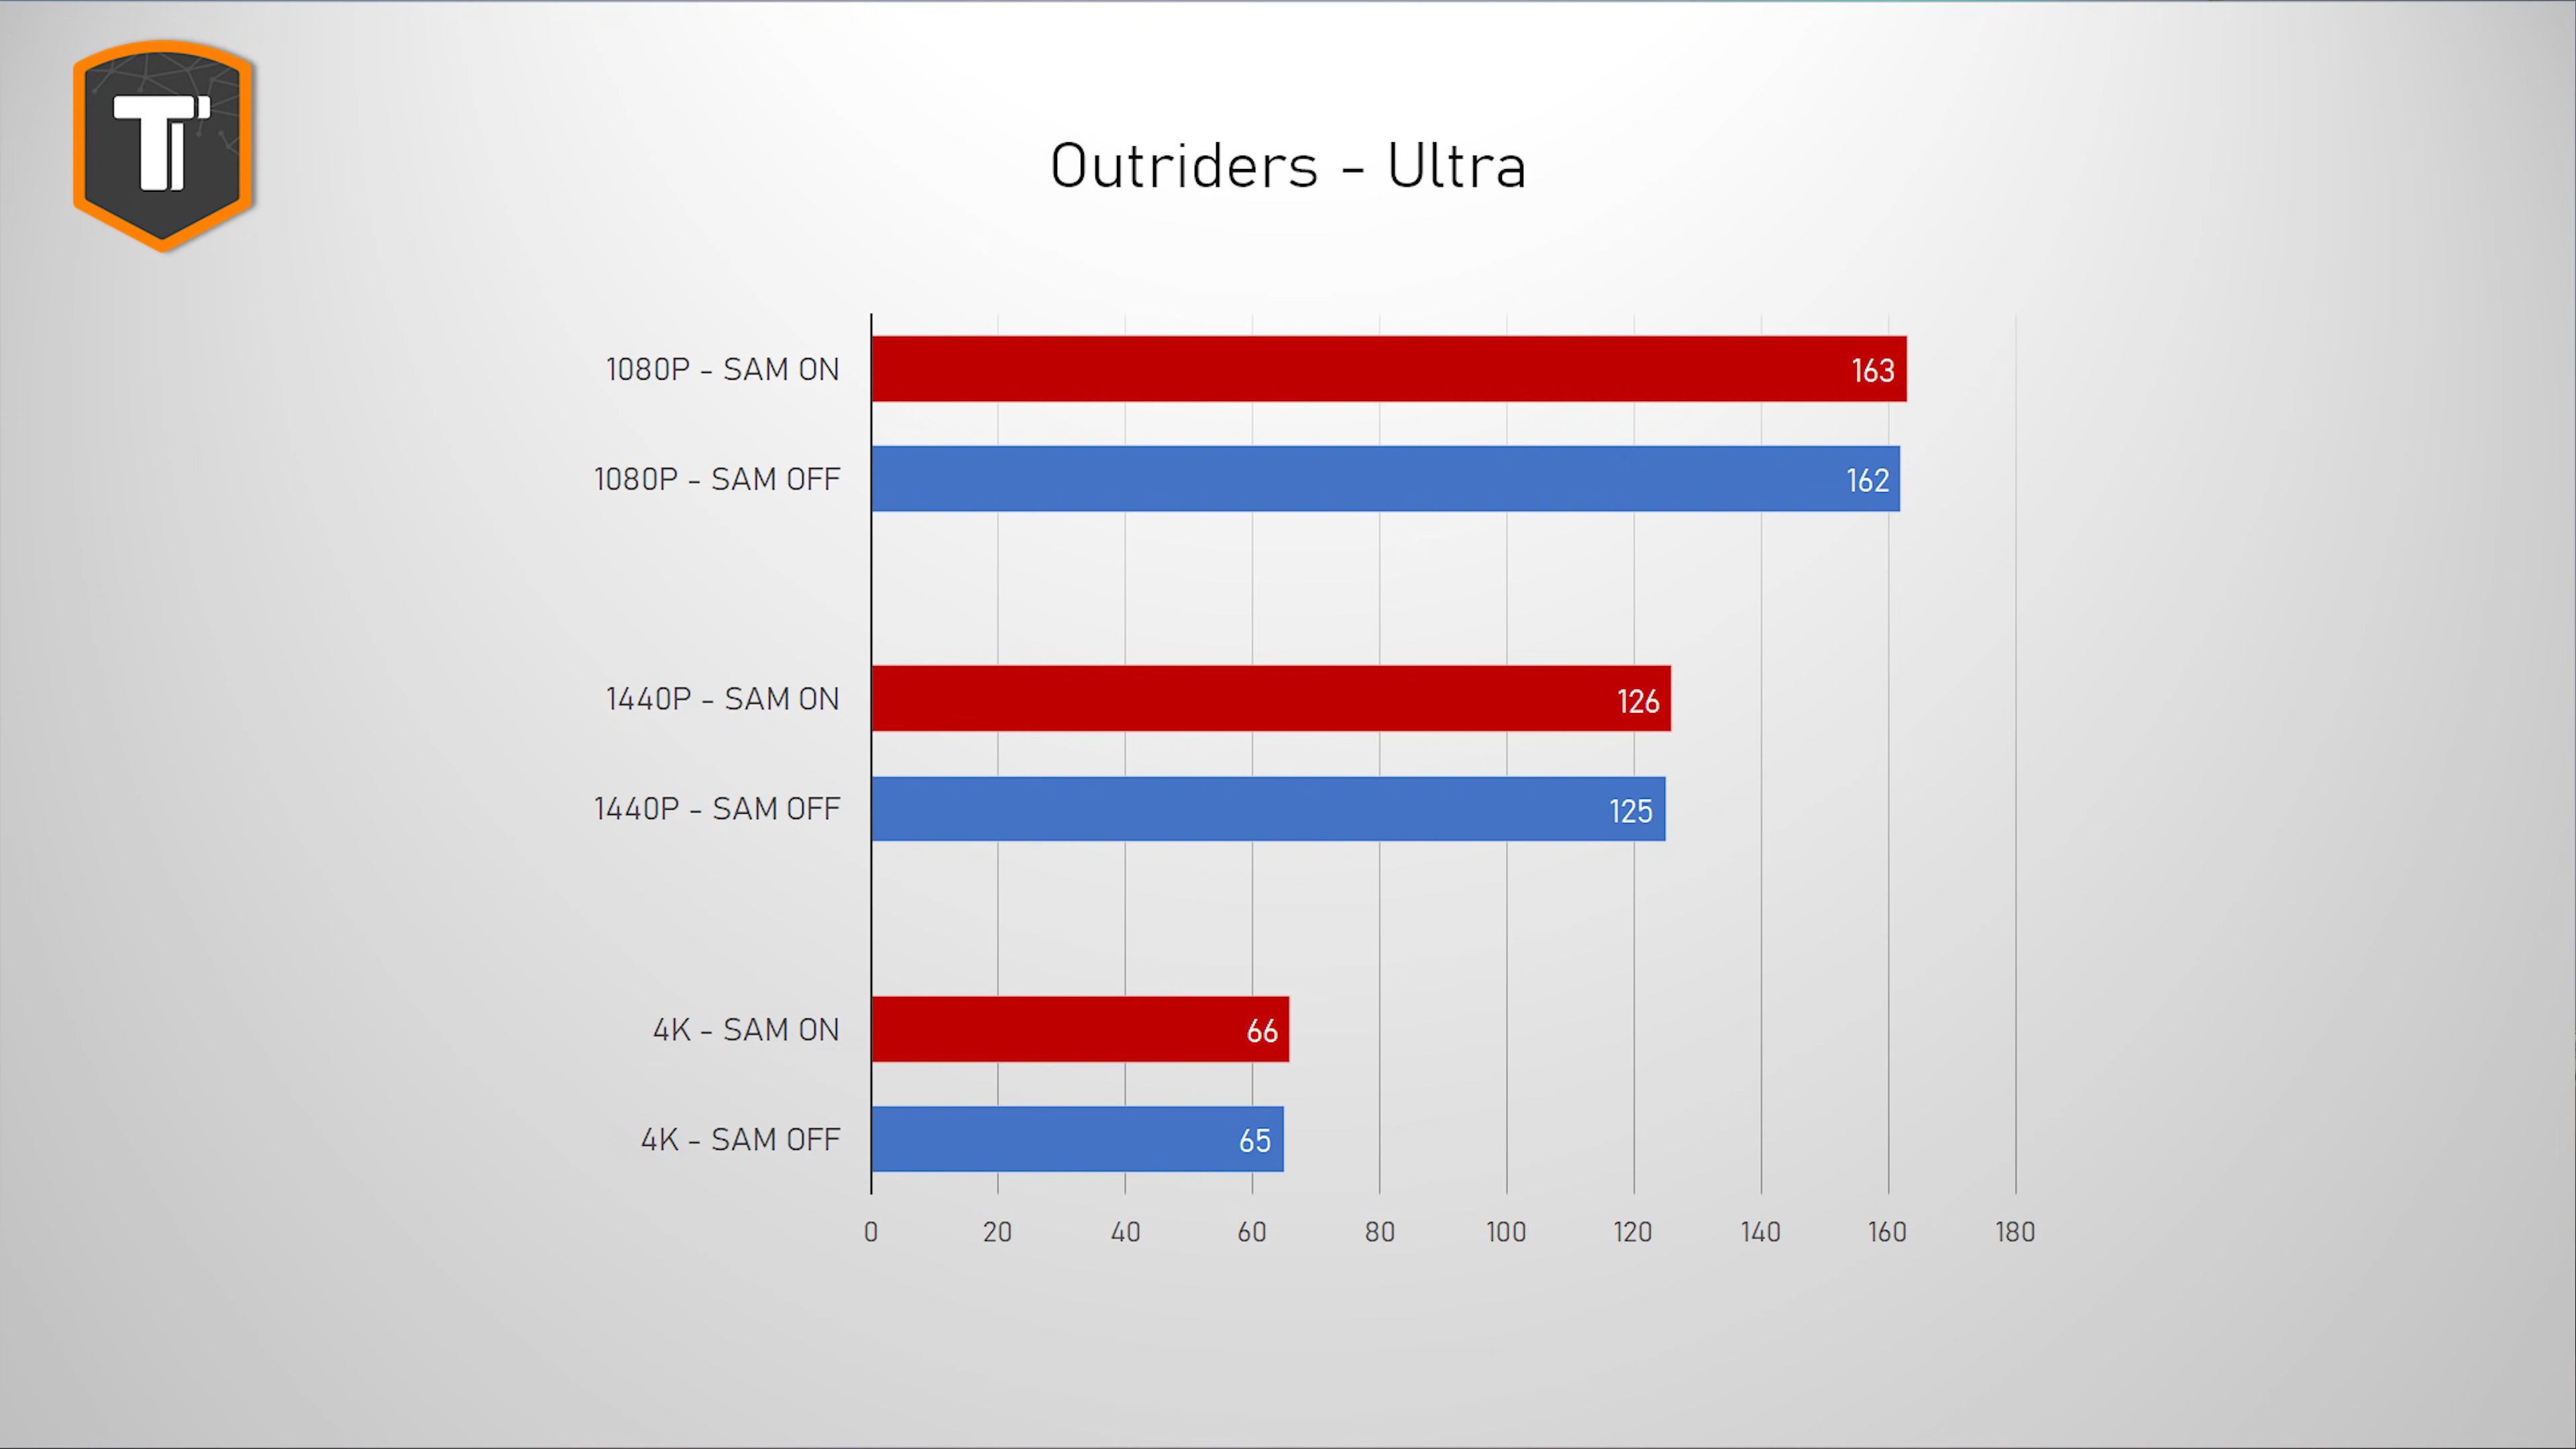 T
Outriders - Ultra
1080P - SAM ON
163
1080P - SAM OFF
162
1440P - SAM ON
126
1440P - SAM OFF
125
4K - SAM ON
66
4K - SAM OFF
65
0 20 40 60 80 100 120 140 160 180